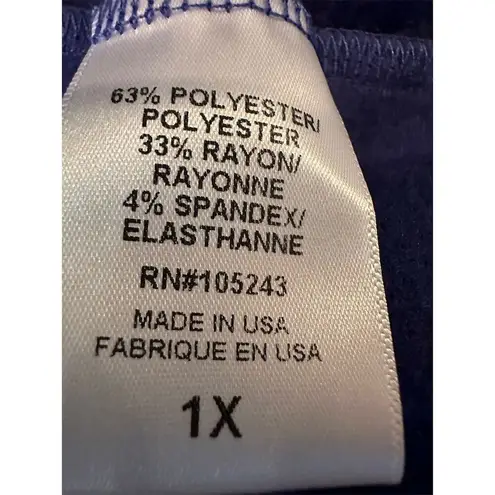 63% POLYESTER/
POLYESTER
33% RAYON/
RAYONNE
4% SPANDEX/
ELASTHANNE
RN#105243
MADE IN USA
FABRIQUE EN USA
1X